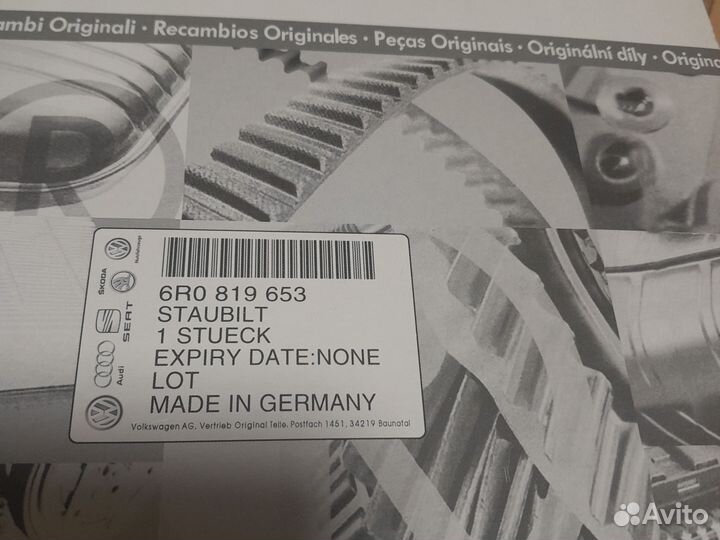 ambi Originali · Recambios Originales · Peças Originais · Originální díly · Origina
R
Nutzfahrzeuge
ŠKODA
SEAT
Audi
6R0 819 653
STAUBILT
1 STUECK
EXPIRY DATE:NONE
LOT
MADE IN GERMANY
Volkswagen AG, Vertrieb Original Teile, Postfach 1451, 34219 Baunatal
Avito